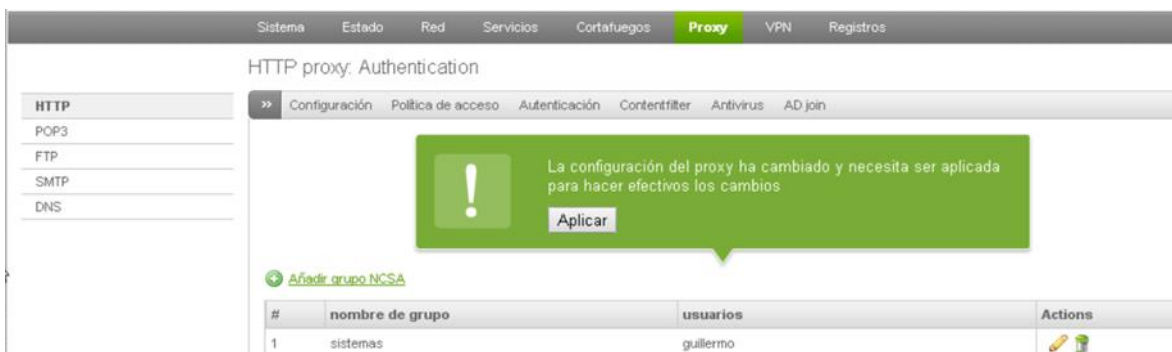 Sistema Estado Red Servicios Cortafuegos Proxy VPN Registros
HTTP proxy: Authentication
HTTP
POP3
FTP
SMTP
DNS
» Configuración Política de acceso Autenticación Contentfilter Antivirus AD join
La configuración del proxy ha cambiado y necesita ser aplicada
para hacer efectivos los cambios
Aplicar
Añadir grupo NCSA
# nombre de grupo usuarios Actions
1 sistemas guillermo